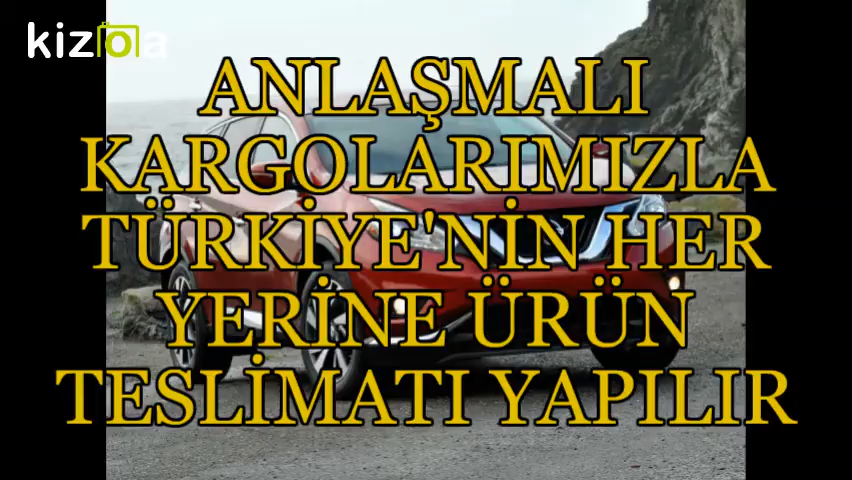 kizoa
ANLAŞMALI
KARGOLARIMIZLA
TÜRKİYE'NİN HER
YERİNE ÜRÜN
TESLİMATI YAPILIR